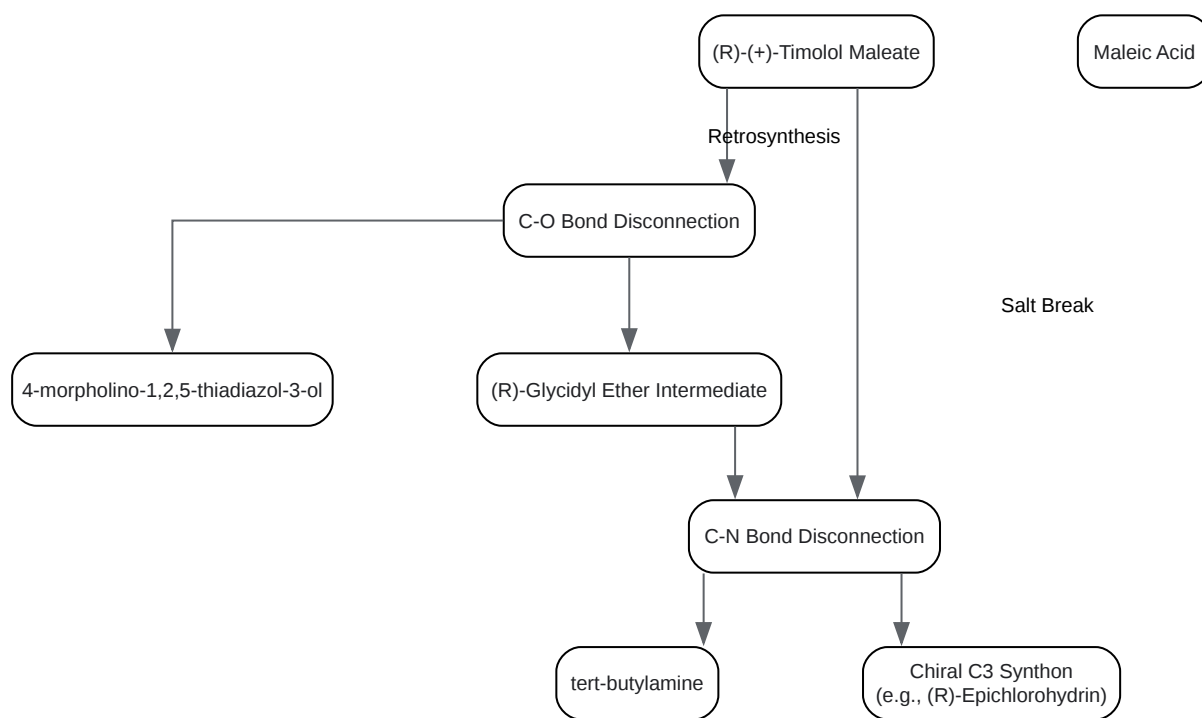 (R)-(+)-Timolol Maleate
Maleic Acid
Retrosynthesis
C-O Bond Disconnection
Salt Break
4-morpholino-1,2,5-thiadiazol-3-ol
(R)-Glycidyl Ether Intermediate
C-N Bond Disconnection
tert-butylamine
Chiral C3 Synthon
(e.g., (R)-Epichlorohydrin)